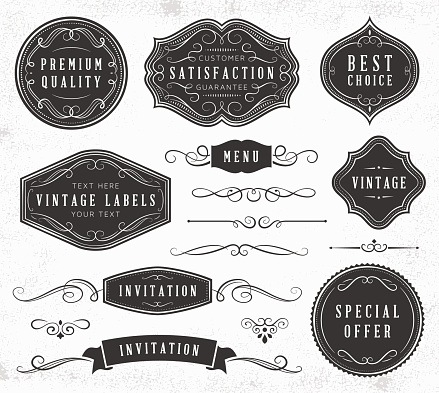 PREMIUM
QUALITY
CUSTOMER
SATISFACTION
GUARANTEE
BEST
CHOICE
MENU
TEXT HERE
VINTAGE LABELS
YOUR TEXT
VINTAGE
INVITATION
SPECIAL
OFFER
INVITATION